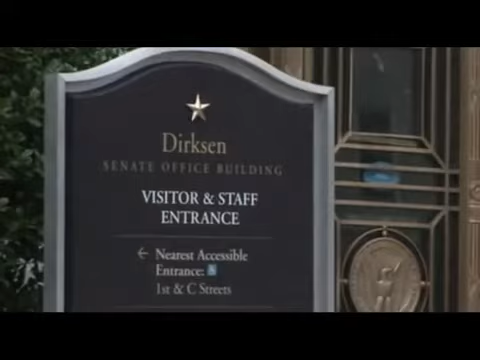 Dirksen
SENATE OFFICE BUILDING
VISITOR & STAFF
ENTRANCE
← Nearest Accessible
Entrance: ♿
1st & C Streets